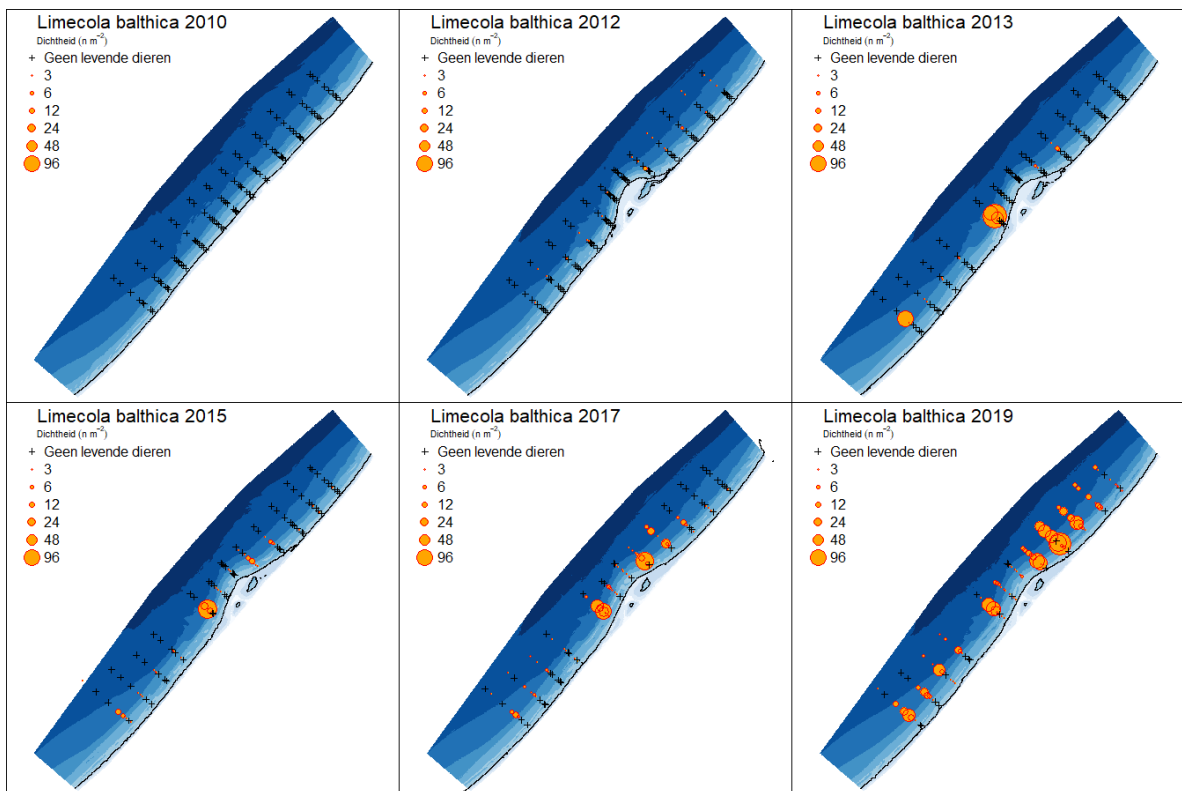 Limecola balthica 2010
Dichtheid (n m⁻²)
+ Geen levende dieren
3
6
12
24
48
96
Limecola balthica 2012
Dichtheid (n m⁻²)
+ Geen levende dieren
3
6
12
24
48
96
Limecola balthica 2013
Dichtheid (n m⁻²)
+ Geen levende dieren
3
6
12
24
48
96
Limecola balthica 2015
Dichtheid (n m⁻²)
+ Geen levende dieren
3
6
12
24
48
96
Limecola balthica 2017
Dichtheid (n m⁻²)
+ Geen levende dieren
3
6
12
24
48
96
Limecola balthica 2019
Dichtheid (n m⁻²)
+ Geen levende dieren
3
6
12
24
48
96